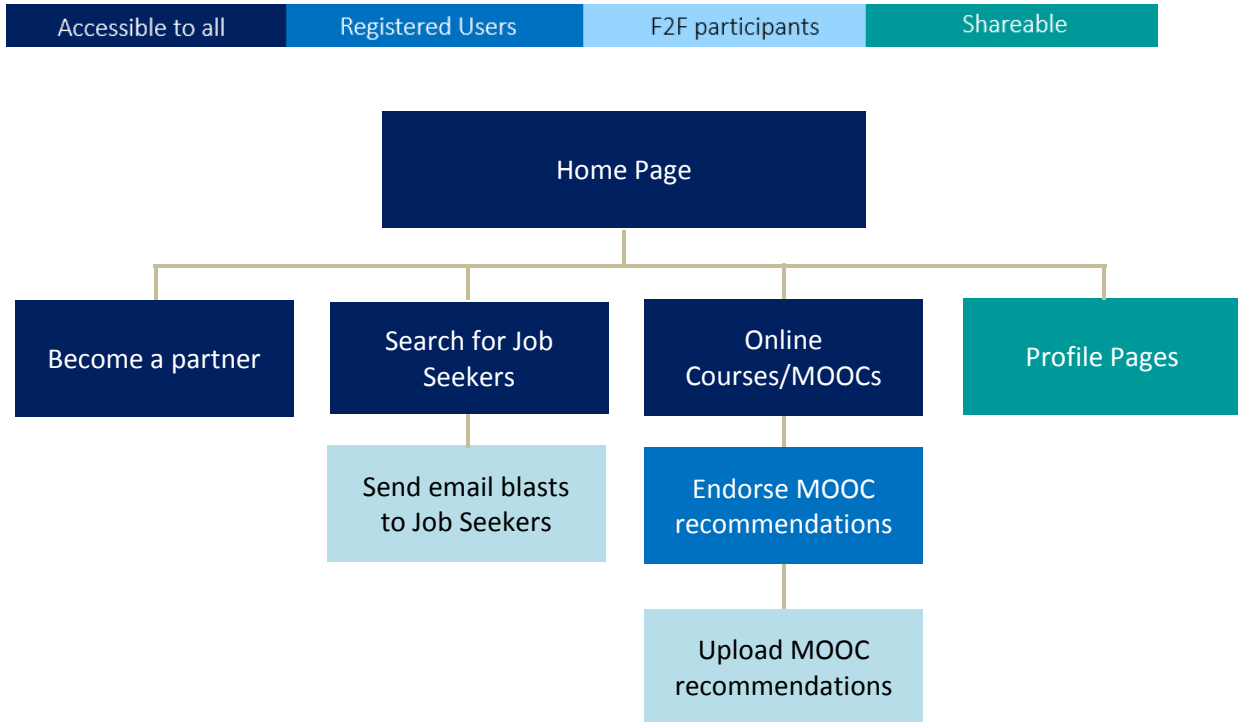 Accessible to all
Registered Users
F2F participants
Shareable
Home Page
Become a partner
Search for Job
Seekers
Online
Courses/MOOCs
Profile Pages
Send email blasts
to Job Seekers
Endorse MOOC
recommendations
Upload MOOC
recommendations